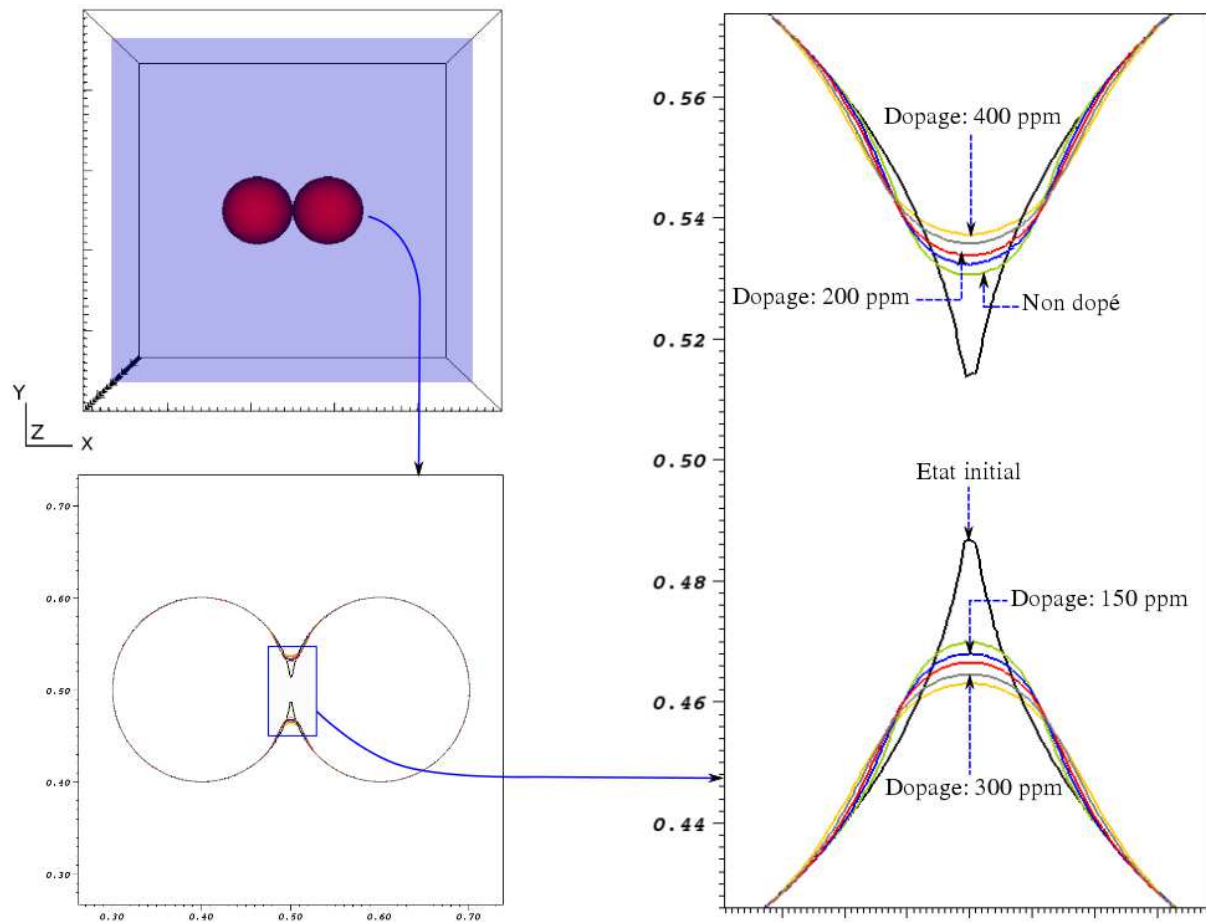 Y
Z
X
0.70
0.60
0.50
0.40
0.30
0.30
0.40
0.50
0.60
0.70
0.56
Dopage: 400 ppm
0.54
Dopage: 200 ppm
Non dopé
0.52
0.50
Etat initial
0.48
Dopage: 150 ppm
0.46
Dopage: 300 ppm
0.44